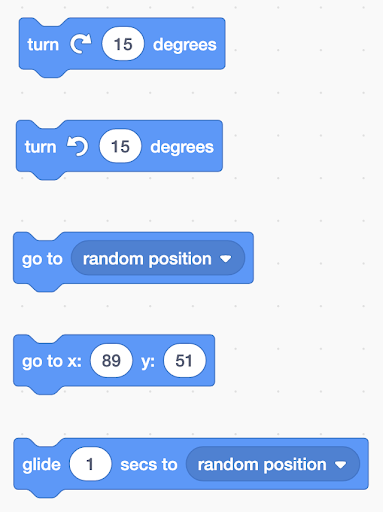 turn 15 degrees
turn 15 degrees
go to random position
go to x: 89 y: 51
glide 1 secs to random position